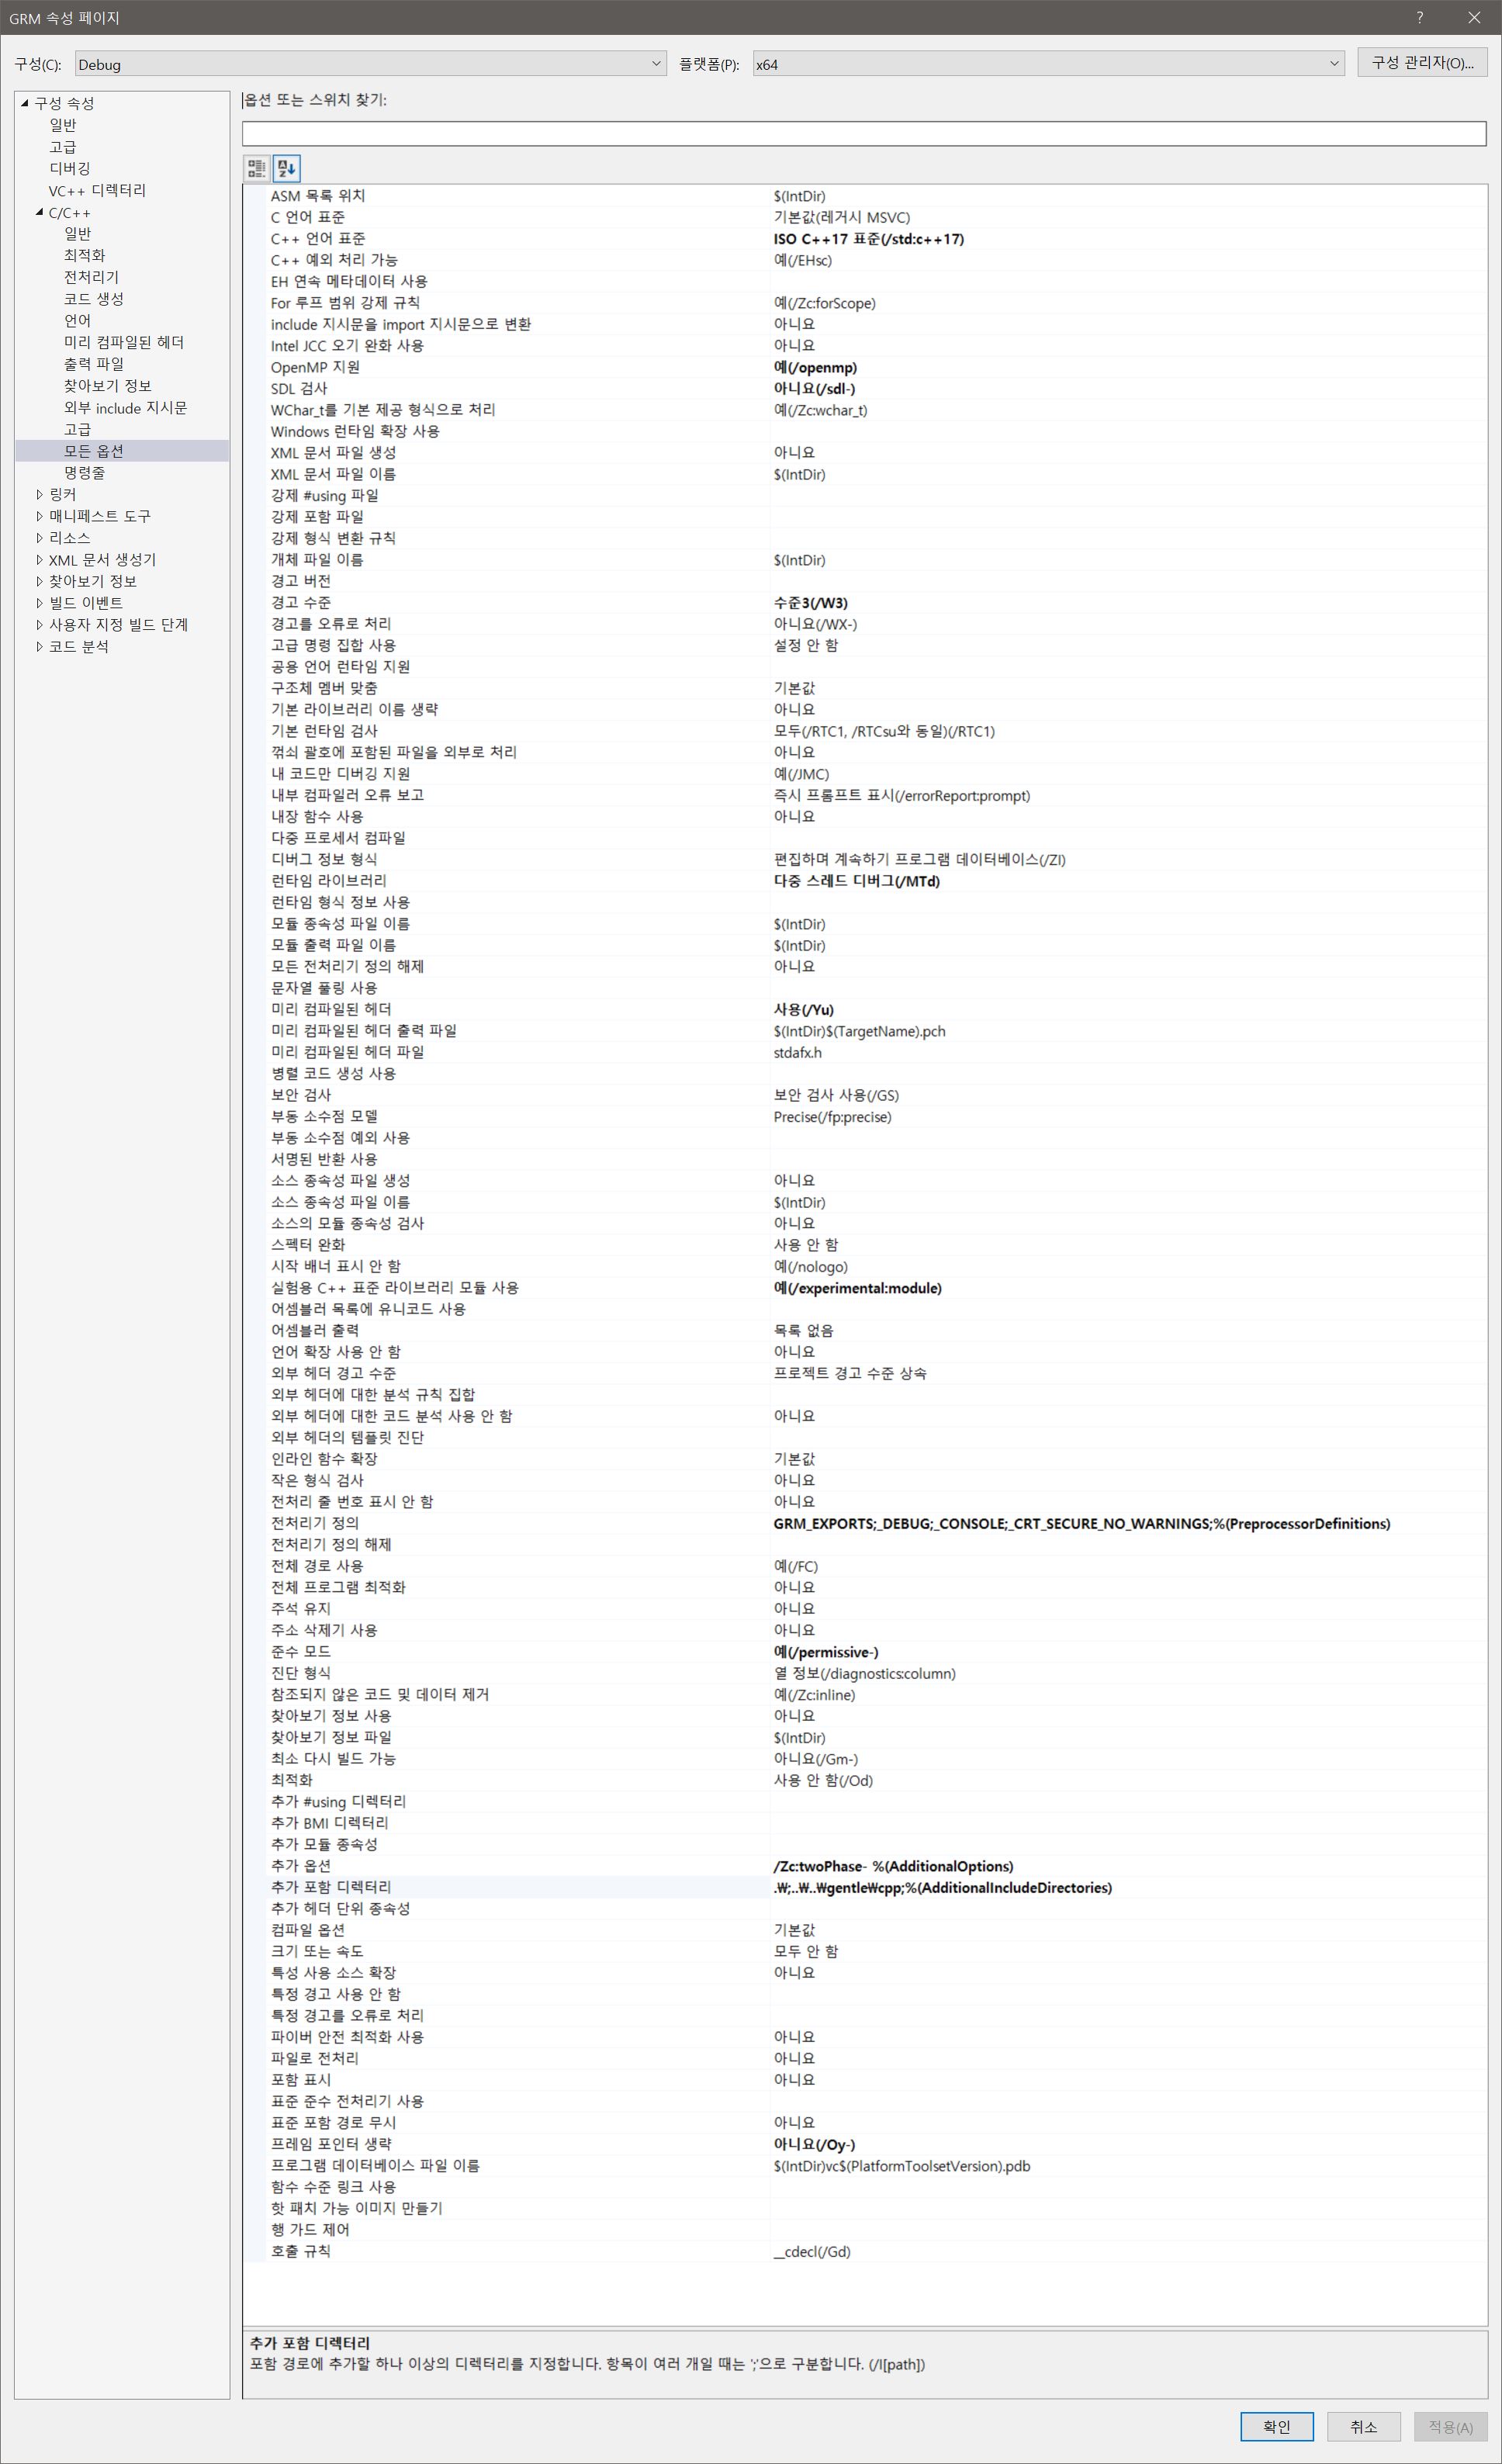 GRM 속성 페이지
구성(C): Debug 플랫폼(P): x64 구성 관리자(O)...
구성 속성
일반
고급
디버깅
VC++ 디렉터리
C/C++
일반
최적화
전처리기
코드 생성
언어
미리 컴파일된 헤더
출력 파일
찾아보기 정보
외부 include 지시문
고급
모든 옵션
명령줄
링커
매니페스트 도구
리소스
XML 문서 생성기
찾아보기 정보
빌드 이벤트
사용자 지정 빌드 단계
코드 분석
옵션 또는 스위치 찾기:
ASM 목록 위치 $(IntDir)
C 언어 표준 기본값(레거시 MSVC)
C++ 언어 표준 ISO C++17 표준(/std:c++17)
C++ 예외 처리 가능 예(/EHsc)
EH 연속 메타데이터 사용
For 루프 범위 강제 규칙 예(/Zc:forScope)
include 지시문을 import 지시문으로 변환 아니요
Intel JCC 오기 완화 사용 아니요
OpenMP 지원 예(/openmp)
SDL 검사 아니요(/sdl-)
WChar_t를 기본 제공 형식으로 처리 예(/Zc:wchar_t)
Windows 런타임 확장 사용
XML 문서 파일 생성 아니요
XML 문서 파일 이름 $(IntDir)
강제 #using 파일
강제 포함 파일
강제 형식 변환 규칙
개체 파일 이름 $(IntDir)
경고 버전
경고 수준 수준3(/W3)
경고를 오류로 처리 아니요(/WX-)
고급 명령 집합 사용 설정 안 함
공용 언어 런타임 지원
구조체 멤버 맞춤 기본값
기본 라이브러리 이름 생략 아니요
기본 런타임 검사 모두(/RTC1, /RTCsu와 동일)(/RTC1)
꺾쇠 괄호에 포함된 파일을 외부로 처리 아니요
내 코드만 디버깅 지원 예(/JMC)
내부 컴파일러 오류 보고 즉시 프롬프트 표시(/errorReport:prompt)
내장 함수 사용 아니요
다중 프로세서 컴파일
디버그 정보 형식 편집하며 계속하기 프로그램 데이터베이스(/ZI)
런타임 라이브러리 다중 스레드 디버그(/MTd)
런타임 형식 정보 사용
모듈 종속성 파일 이름 $(IntDir)
모듈 출력 파일 이름 $(IntDir)
모든 전처리기 정의 해제 아니요
문자열 풀링 사용
미리 컴파일된 헤더 사용(/Yu)
미리 컴파일된 헤더 출력 파일 $(IntDir)$(TargetName).pch
미리 컴파일된 헤더 파일 stdafx.h
병렬 코드 생성 사용
보안 검사 보안 검사 사용(/GS)
부동 소수점 모델 Precise(/fp:precise)
부동 소수점 예외 사용
서명된 반환 사용
소스 종속성 파일 생성 아니요
소스 종속성 파일 이름 $(IntDir)
소스의 모듈 종속성 검사 아니요
스펙터 완화 사용 안 함
시작 배너 표시 안 함 예(/nologo)
실험용 C++ 표준 라이브러리 모듈 사용 예(/experimental:module)
어셈블러 목록에 유니코드 사용
어셈블러 출력 목록 없음
언어 확장 사용 안 함 아니요
외부 헤더 경고 수준 프로젝트 경고 수준 상속
외부 헤더에 대한 분석 규칙 집합
외부 헤더에 대한 코드 분석 사용 안 함 아니요
외부 헤더의 템플릿 진단
인라인 함수 확장 기본값
작은 형식 검사 아니요
전처리 줄 번호 표시 안 함 아니요
전처리기 정의 GRM_EXPORTS;_DEBUG;_CONSOLE;_CRT_SECURE_NO_WARNINGS;%(PreprocessorDefinitions)
전처리기 정의 해제
전체 경로 사용 예(/FC)
전체 프로그램 최적화 아니요
주석 유지 아니요
주소 삭제기 사용 아니요
준수 모드 예(/permissive-)
진단 형식 열 정보(/diagnostics:column)
참조되지 않은 코드 및 데이터 제거 예(/Zc:inline)
찾아보기 정보 사용 아니요
찾아보기 정보 파일 $(IntDir)
최소 다시 빌드 가능 아니요(/Gm-)
최적화 사용 안 함(/Od)
추가 #using 디렉터리
추가 BMI 디렉터리
추가 모듈 종속성
추가 옵션 /Zc:twoPhase- %(AdditionalOptions)
추가 포함 디렉터리 .₩;..₩..₩gentle₩cpp;%(AdditionalIncludeDirectories)
추가 헤더 단위 종속성
컴파일 옵션 기본값
크기 또는 속도 모두 안 함
특성 사용 소스 확장 아니요
특정 경고 사용 안 함
특정 경고를 오류로 처리
파이버 안전 최적화 사용 아니요
파일로 전처리 아니요
포함 표시 아니요
표준 준수 전처리기 사용
표준 포함 경로 무시 아니요
프레임 포인터 생략 아니요(/Oy-)
프로그램 데이터베이스 파일 이름 $(IntDir)vc$(PlatformToolsetVersion).pdb
함수 수준 링크 사용
핫 패치 가능 이미지 만들기
행 가드 제어
호출 규칙 __cdecl(/Gd)
추가 포함 디렉터리
포함 경로에 추가할 하나 이상의 디렉터리를 지정합니다. 항목이 여러 개일 때는 ';'으로 구분합니다. (/I[path])
확인 취소 적용(A)